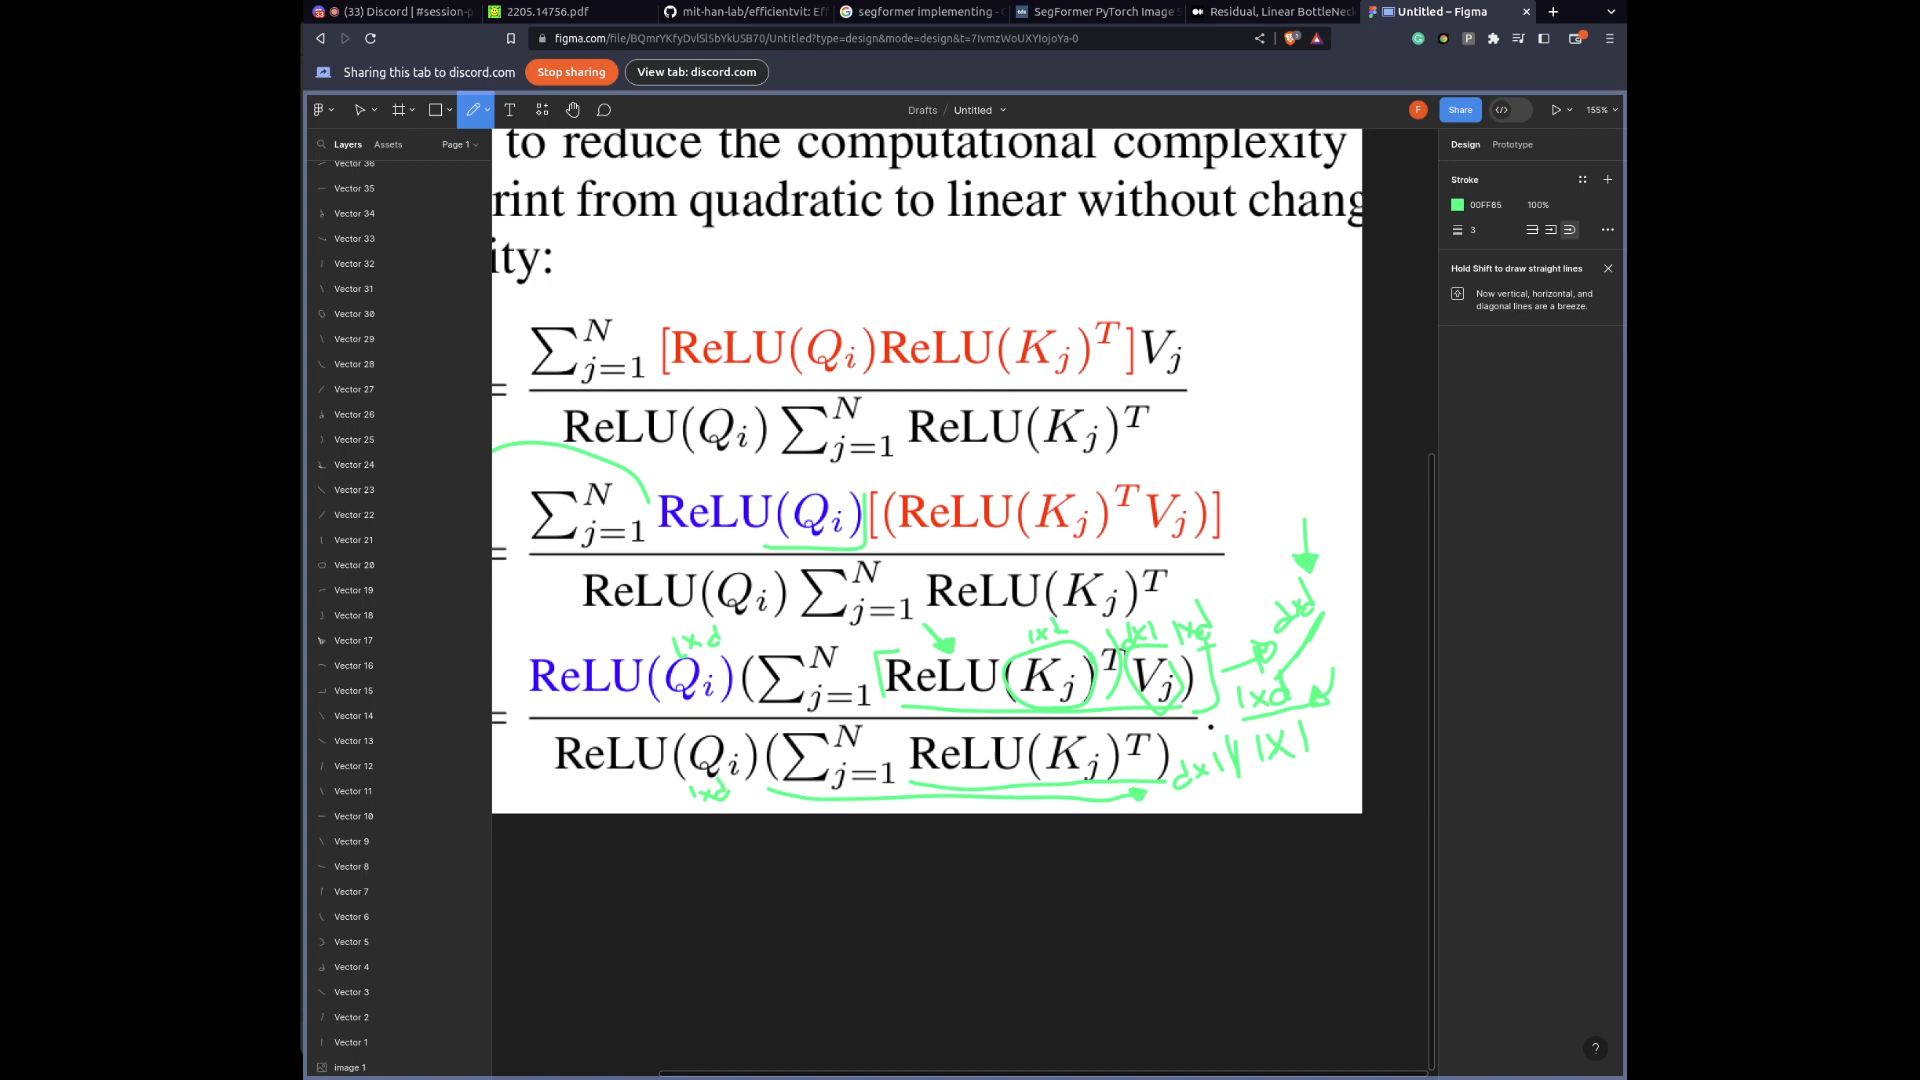 (33) Discord | #session-p
2205.14756.pdf
mit-han-lab/efficientvit: Eff
segformer implementing - G
SegFormer PyTorch Image S
Residual, Linear BottleNeck
Untitled – Figma
figma.com/file/BQmrYKfyDvlSl5bYkUSB70/Untitled?type=design&mode=design&t=7IvmzWoUXYIojoYa-0
Sharing this tab to discord.com
Stop sharing
View tab: discord.com
Drafts / Untitled
F
Share
155%
Layers
Assets
Page 1
Vector 36
Vector 35
Vector 34
Vector 33
Vector 32
Vector 31
Vector 30
Vector 29
Vector 28
Vector 27
Vector 26
Vector 25
Vector 24
Vector 23
Vector 22
Vector 21
Vector 20
Vector 19
Vector 18
Vector 17
Vector 16
Vector 15
Vector 14
Vector 13
Vector 12
Vector 11
Vector 10
Vector 9
Vector 8
Vector 7
Vector 6
Vector 5
Vector 4
Vector 3
Vector 2
Vector 1
image 1
to reduce the computational complexity
rint from quadratic to linear without chang
ity:
= ∑_{j=1}^{N} [ReLU(Q_i)ReLU(K_j)^T]V_j
ReLU(Q_i) ∑_{j=1}^{N} ReLU(K_j)^T
= ∑_{j=1}^{N} ReLU(Q_i)[(ReLU(K_j)^T V_j)]
ReLU(Q_i) ∑_{j=1}^{N} ReLU(K_j)^T
dxd
1xd
dx1
1xd
= ReLU(Q_i)(∑_{j=1}^{N} ReLU(K_j)^T V_j)
1xd
ReLU(Q_i)(∑_{j=1}^{N} ReLU(K_j)^T) .
1xd
dx1
1X1
Design
Prototype
Stroke
00FF85
100%
3
Hold Shift to draw straight lines
Now vertical, horizontal, and
diagonal lines are a breeze.
?